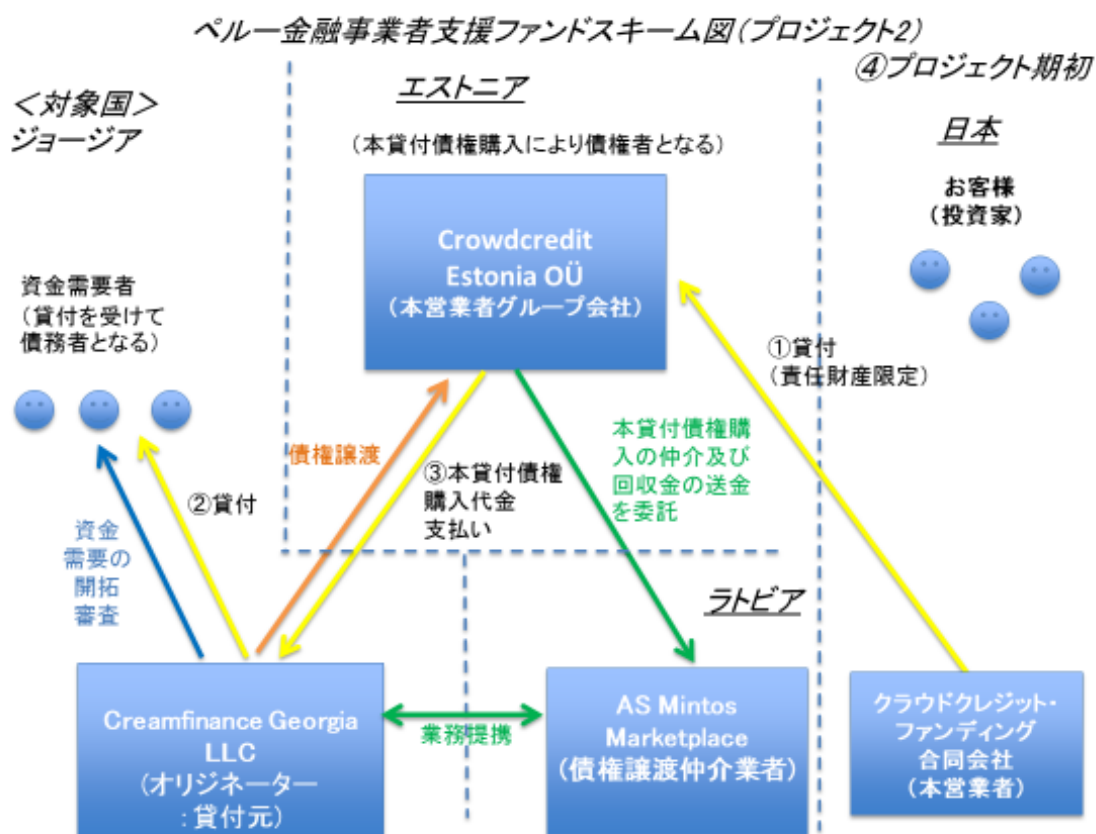 ペルー金融事業者支援ファンドスキーム図(プロジェクト2)
④プロジェクト期初
<対象国>
ジョージア
エストニア
日本
(本貸付債権購入により債権者となる)
お客様
(投資家)
Crowdcredit
Estonia OÜ
(本営業者グループ会社)
資金需要者
(貸付を受けて
債務者となる)
①貸付
(責任財産限定)
債権譲渡
③本貸付債権
購入代金
支払い
本貸付債権購
入の仲介及び
回収金の送金
を委託
②貸付
資金
需要の
開拓
審査
ラトビア
Creamfinance Georgia
LLC
(オリジネーター
:貸付元)
業務提携
AS Mintos
Marketplace
(債権譲渡仲介業者)
クラウドクレジット・
ファンディング
合同会社
(本営業者)